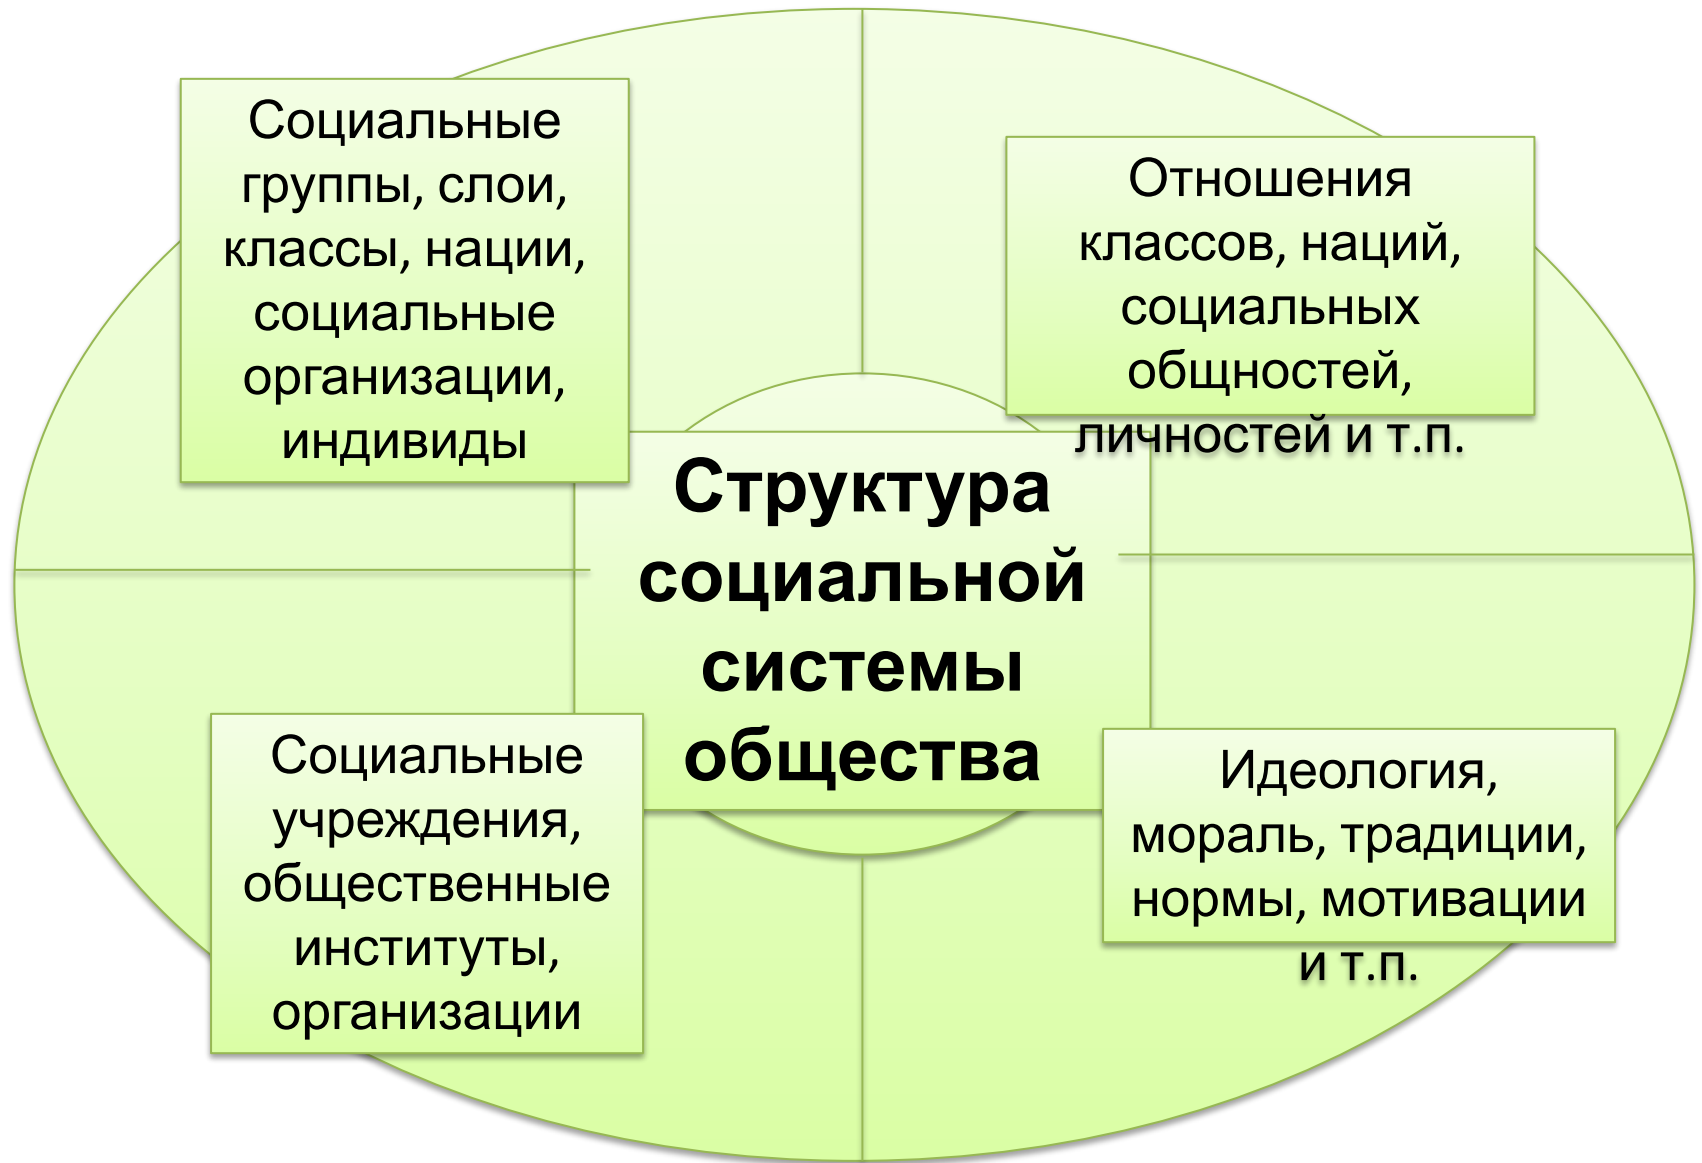 Социальные
группы, слои,
классы, нации,
социальные
организации,
индивиды
Отношения
классов, наций,
социальных
общностей,
личностей и т.п.
Структура
социальной
системы
общества
Социальные
учреждения,
общественные
институты,
организации
Идеология,
мораль, традиции,
нормы, мотивации
и т.п.